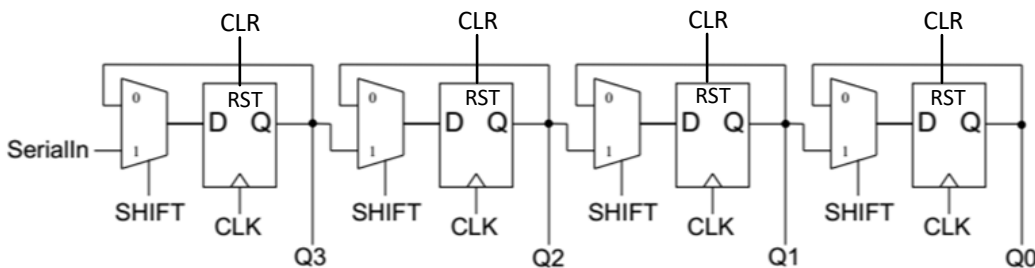 CLR CLR CLR CLR
0 RST 0 RST 0 RST 0 RST
D Q D Q D Q D Q
SerialIn 1 1 1 1
SHIFT CLK SHIFT CLK SHIFT CLK SHIFT CLK
Q3 Q2 Q1 Q0